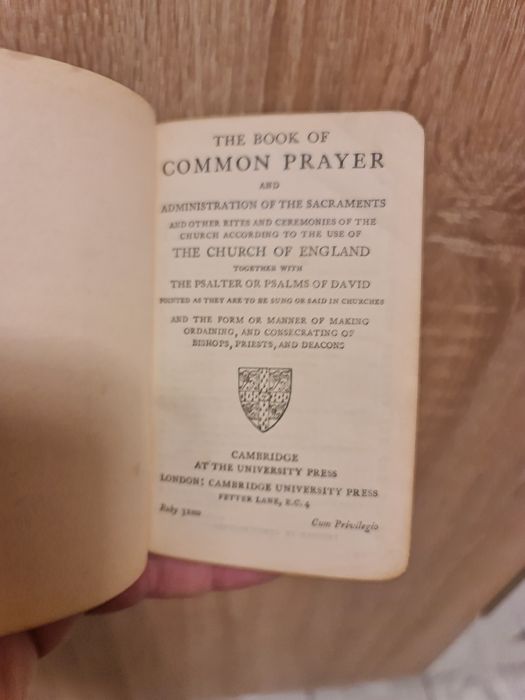 THE BOOK OF
COMMON PRAYER
AND
ADMINISTRATION OF THE SACRAMENTS
AND OTHER RITES AND CEREMONIES OF THE
CHURCH ACCORDING TO THE USE OF
THE CHURCH OF ENGLAND
TOGETHER WITH
THE PSALTER OR PSALMS OF DAVID
POINTED AS THEY ARE TO BE SUNG OR SAID IN CHURCHES
AND THE FORM OR MANNER OF MAKING
ORDAINING, AND CONSECRATING OF
BISHOPS, PRIESTS, AND DEACONS
CAMBRIDGE
AT THE UNIVERSITY PRESS
LONDON: CAMBRIDGE UNIVERSITY PRESS
FETTER LANE, E.C. 4
Ruby 32mo
Cum Privilegio